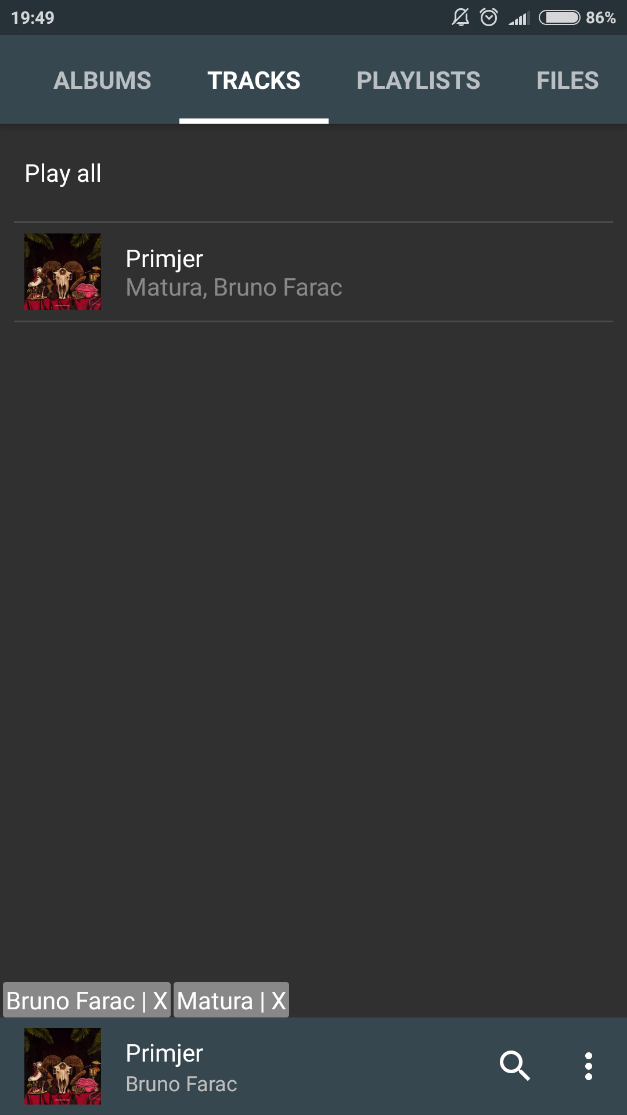 19:49 86%
ALBUMS TRACKS PLAYLISTS FILES
Play all
Primjer
Matura, Bruno Farac
Bruno Farac | X Matura | X
Primjer
Bruno Farac